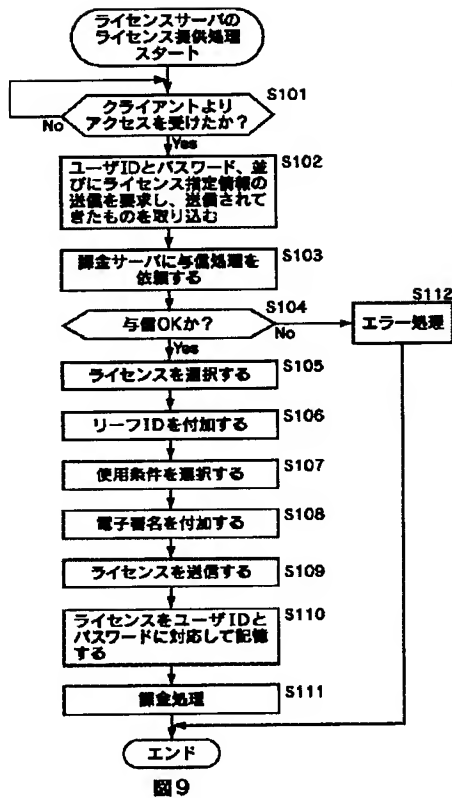 ライセンスサーバの
ライセンス提供処理
スタート
S101
クライアントより
アクセスを受けたか?
No
Yes
S102
ユーザIDとパスワード、並
びにライセンス指定情報の
送信を要求し、送信されて
きたものを取り込む
S103
課金サーバに与信処理を
依頼する
S104
与信OKか?
No
S112
エラー処理
Yes
S105
ライセンスを選択する
S106
リーフIDを付加する
S107
使用条件を選択する
S108
電子署名を付加する
S109
ライセンスを送信する
S110
ライセンスをユーザIDと
パスワードに対応して記憶
する
S111
課金処理
エンド
図9